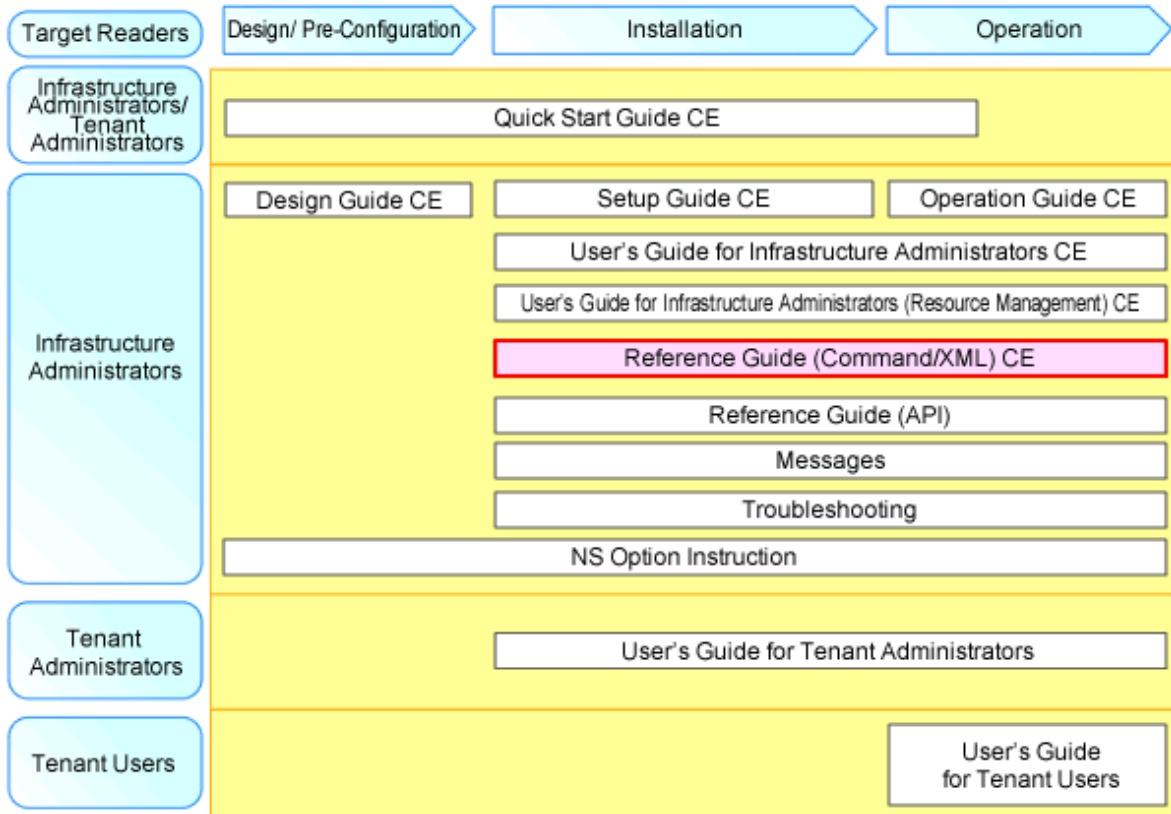 Target Readers
Design/ Pre-Configuration
Installation
Operation
Infrastructure
Administrators/
Tenant
Administrators
Quick Start Guide CE
Infrastructure
Administrators
Design Guide CE
Setup Guide CE
Operation Guide CE
User's Guide for Infrastructure Administrators CE
User's Guide for Infrastructure Administrators (Resource Management) CE
Reference Guide (Command/XML) CE
Reference Guide (API)
Messages
Troubleshooting
NS Option Instruction
Tenant
Administrators
User's Guide for Tenant Administrators
Tenant Users
User's Guide
for Tenant Users